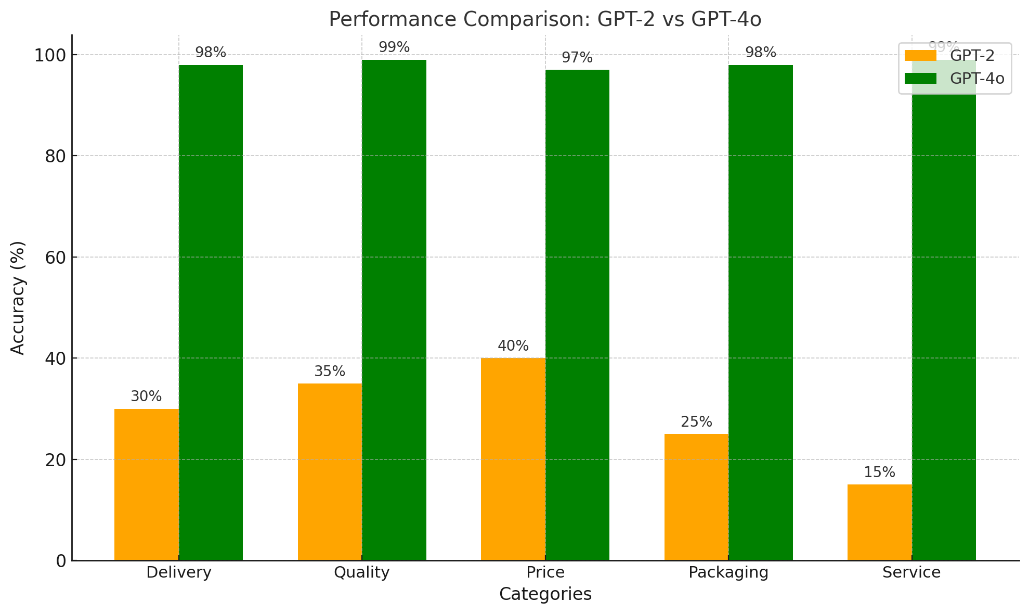 Performance Comparison: GPT-2 vs GPT-4o
100
80
60
40
20
0
Accuracy (%)
98%
99%
97%
98%
99%
GPT-2
GPT-4o
30%
35%
40%
25%
15%
Delivery
Quality
Price
Packaging
Service
Categories